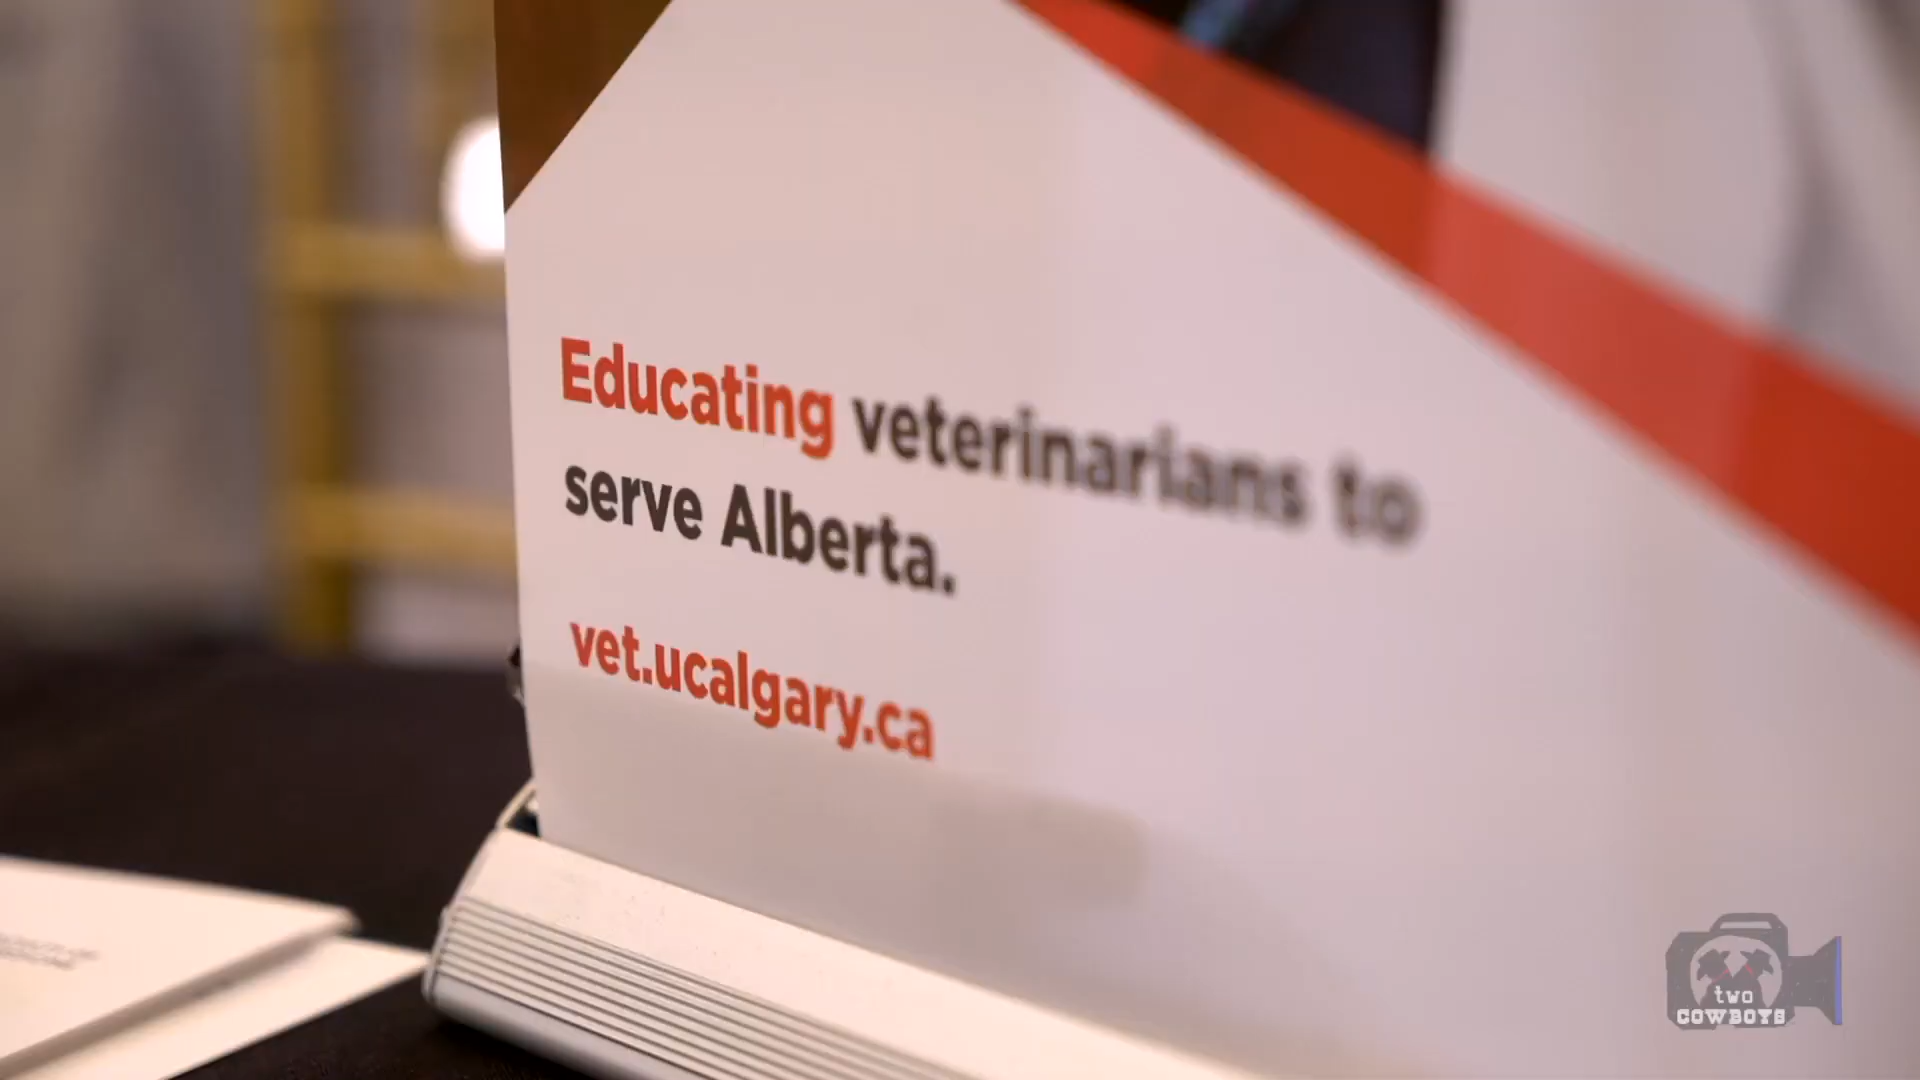 Educating veterinarians to
serve Alberta.
vet.ucalgary.ca
two
COWBOYS